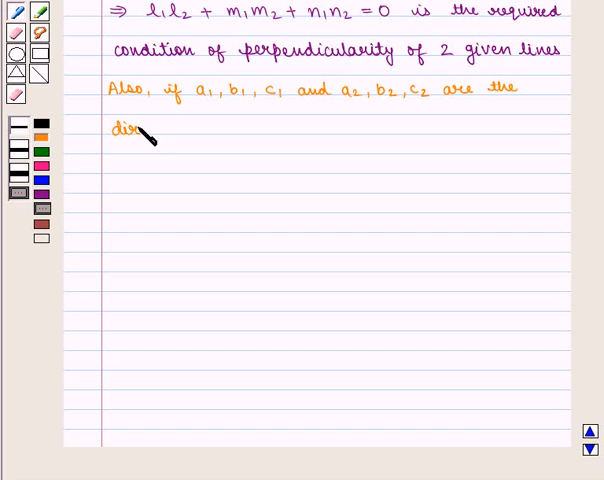 ⇒ l₁l₂ + m₁m₂ + n₁n₂ = 0 is the required
condition of perpendicularity of 2 given lines
Also, if a₁, b₁, c₁ and a₂, b₂, c₂ are the
dir